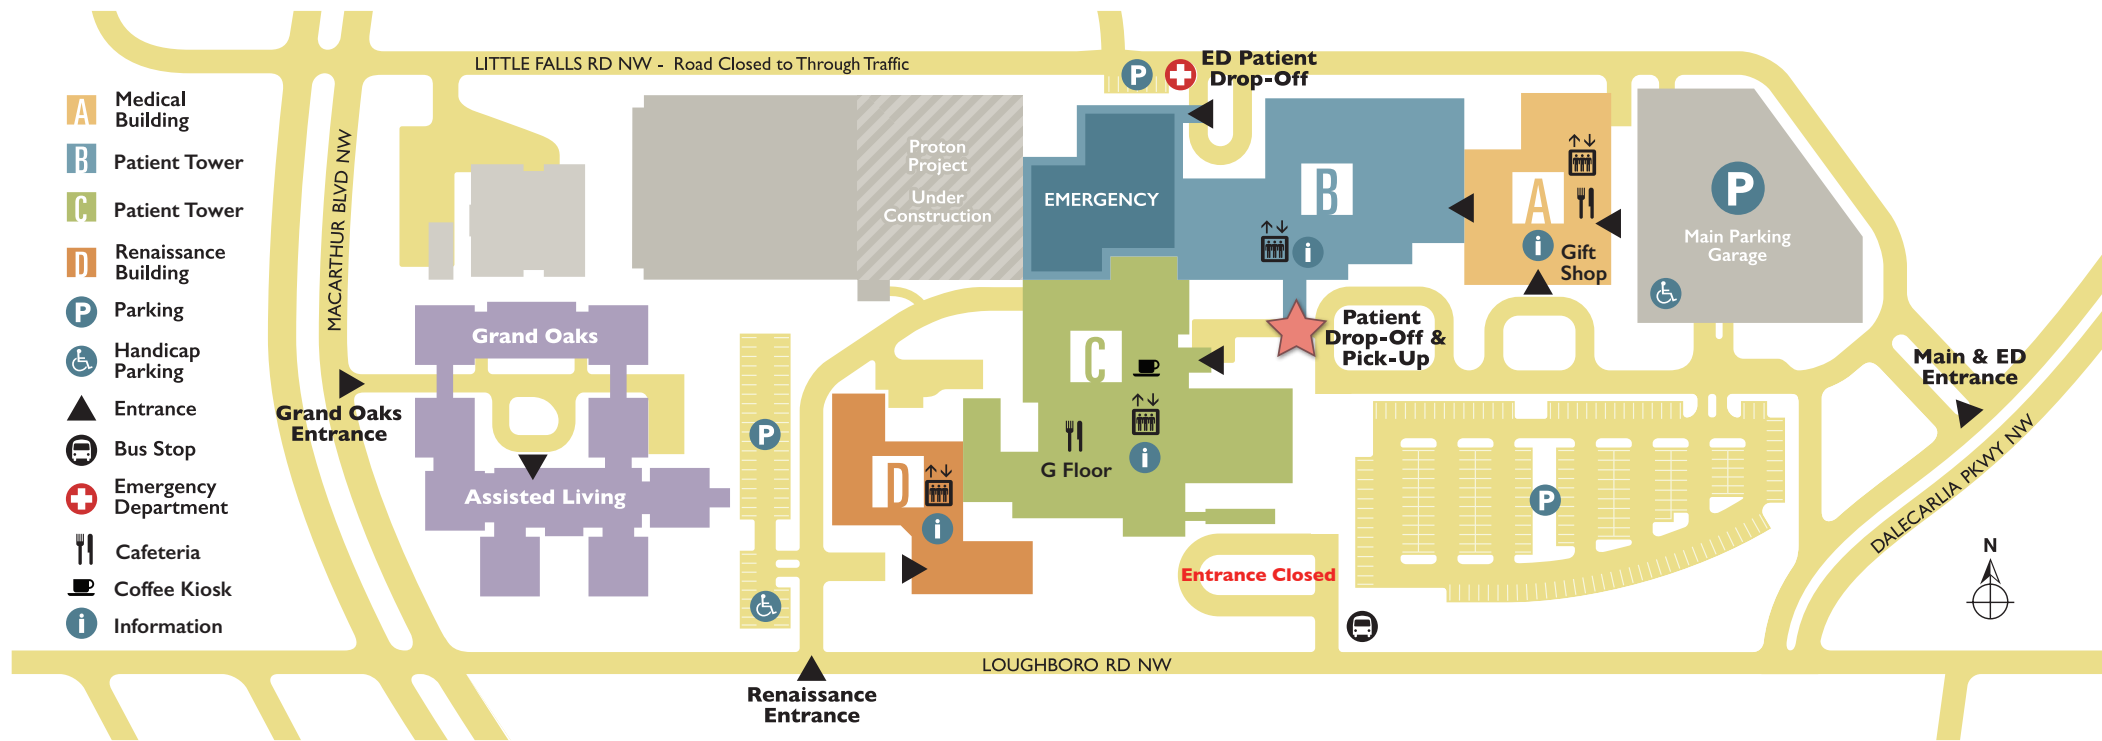 LITTLE FALLS RD NW - Road Closed to Through Traffic
P
ED Patient
Drop-Off
A
Medical
Building
B
Patient Tower
C
Patient Tower
D
Renaissance
Building
P
Parking
Handicap
Parking
Entrance
Bus Stop
Emergency
Department
Cafeteria
Coffee Kiosk
i
Information
MACARTHUR BLVD NW
Proton
Project
Under
Construction
EMERGENCY
B
i
A
i
Gift
Shop
P
Main Parking
Garage
Grand Oaks
Grand Oaks
Entrance
Assisted Living
P
C
G Floor
i
Patient
Drop-Off &
Pick-Up
Main & ED
Entrance
D
i
P
DALECARLIA PKWY NW
N
Entrance Closed
LOUGHBORO RD NW
Renaissance
Entrance